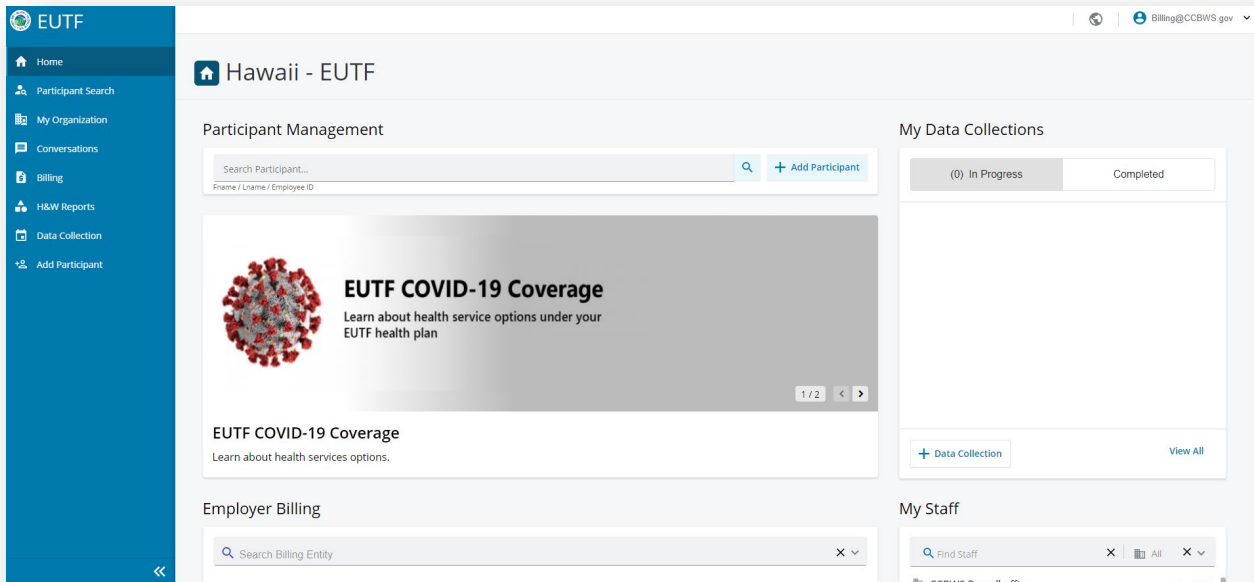 EUTF
Billing@CCBWS.gov
Home
Participant Search
My Organization
Conversations
Billing
H&W Reports
Data Collection
Add Participant
Hawaii - EUTF
Participant Management
Search Participant...
+ Add Participant
Fname / Lname / Employee ID
EUTF COVID-19 Coverage
Learn about health service options under your
EUTF health plan
1 / 2
EUTF COVID-19 Coverage
Learn about health services options.
Employer Billing
Search Billing Entity
My Data Collections
(0) In Progress
Completed
+ Data Collection
View All
My Staff
Find Staff
All